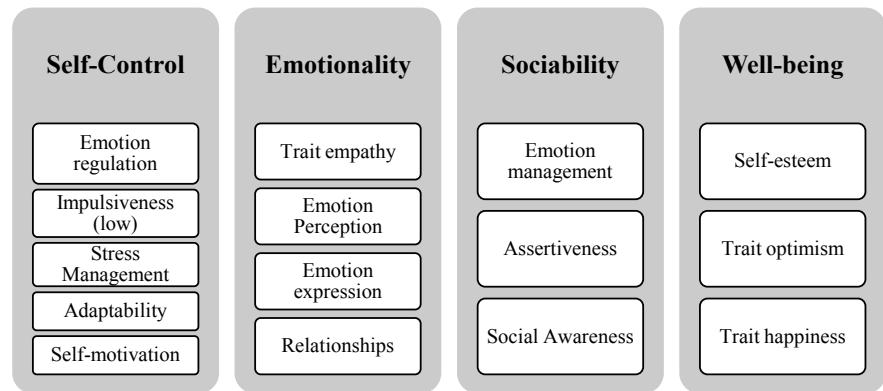 Self-Control
Emotion
regulation
Impulsiveness
(low)
Stress
Management
Adaptability
Self-motivation
Emotionality
Trait empathy
Emotion
Perception
Emotion
expression
Relationships
Sociability
Emotion
management
Assertiveness
Social Awareness
Well-being
Self-esteem
Trait optimism
Trait happiness